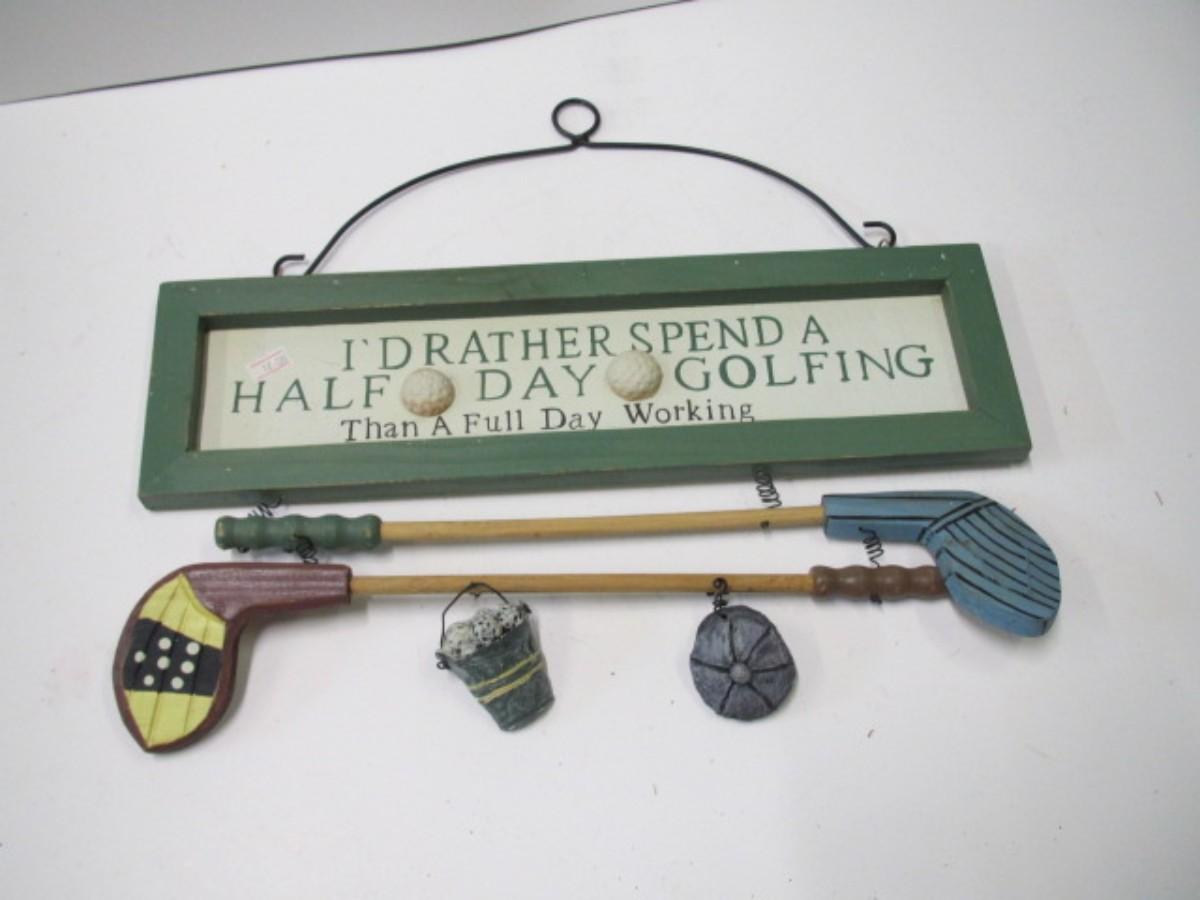 I'D RATHER SPEND A
HALF DAY GOLFING
Than A Full Day Working